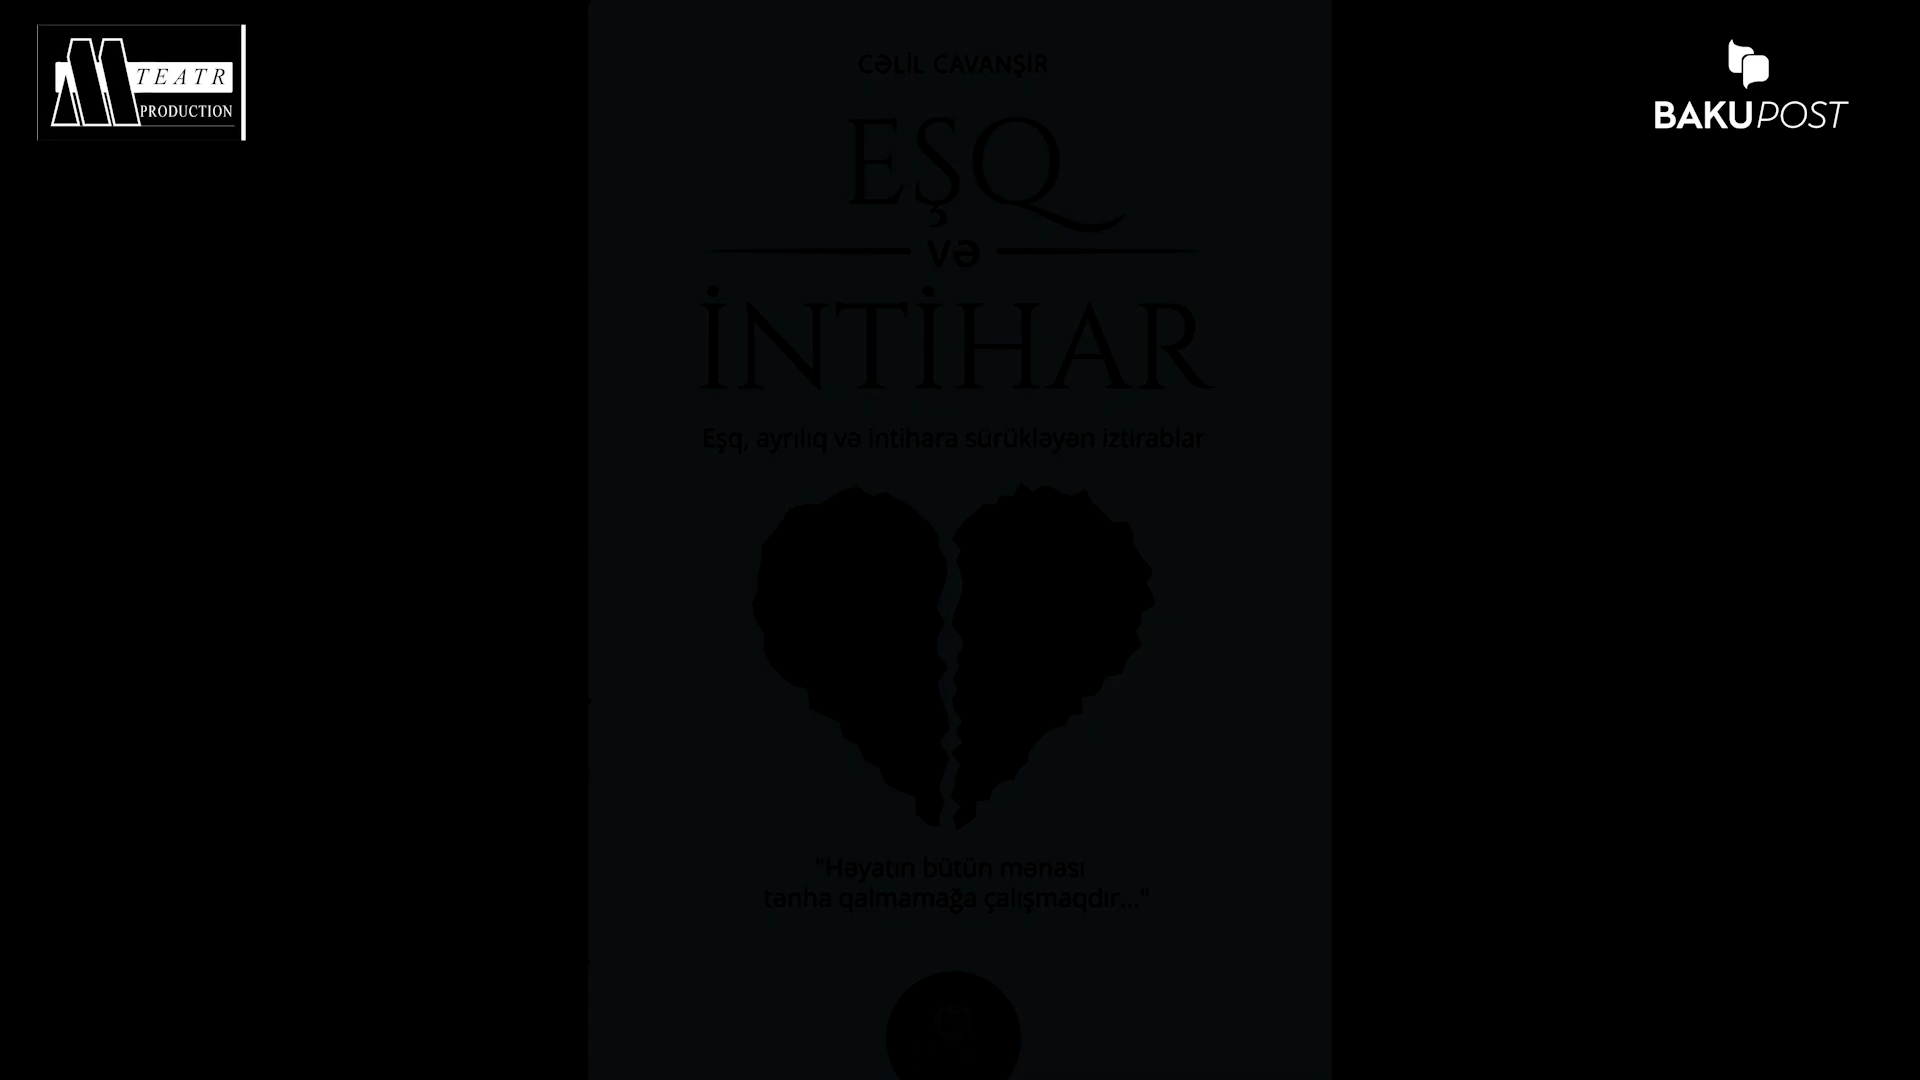 TEATR
PRODUCTION
BAKUPOST
CƏLİL CAVANŞİR
EŞQ
və
İNTİHAR
Eşq, ayrılıq və intihara sürükləyən iztirablar
"Həyatın bütün mənası
tənha qalmamağa çalışmaqdır..."